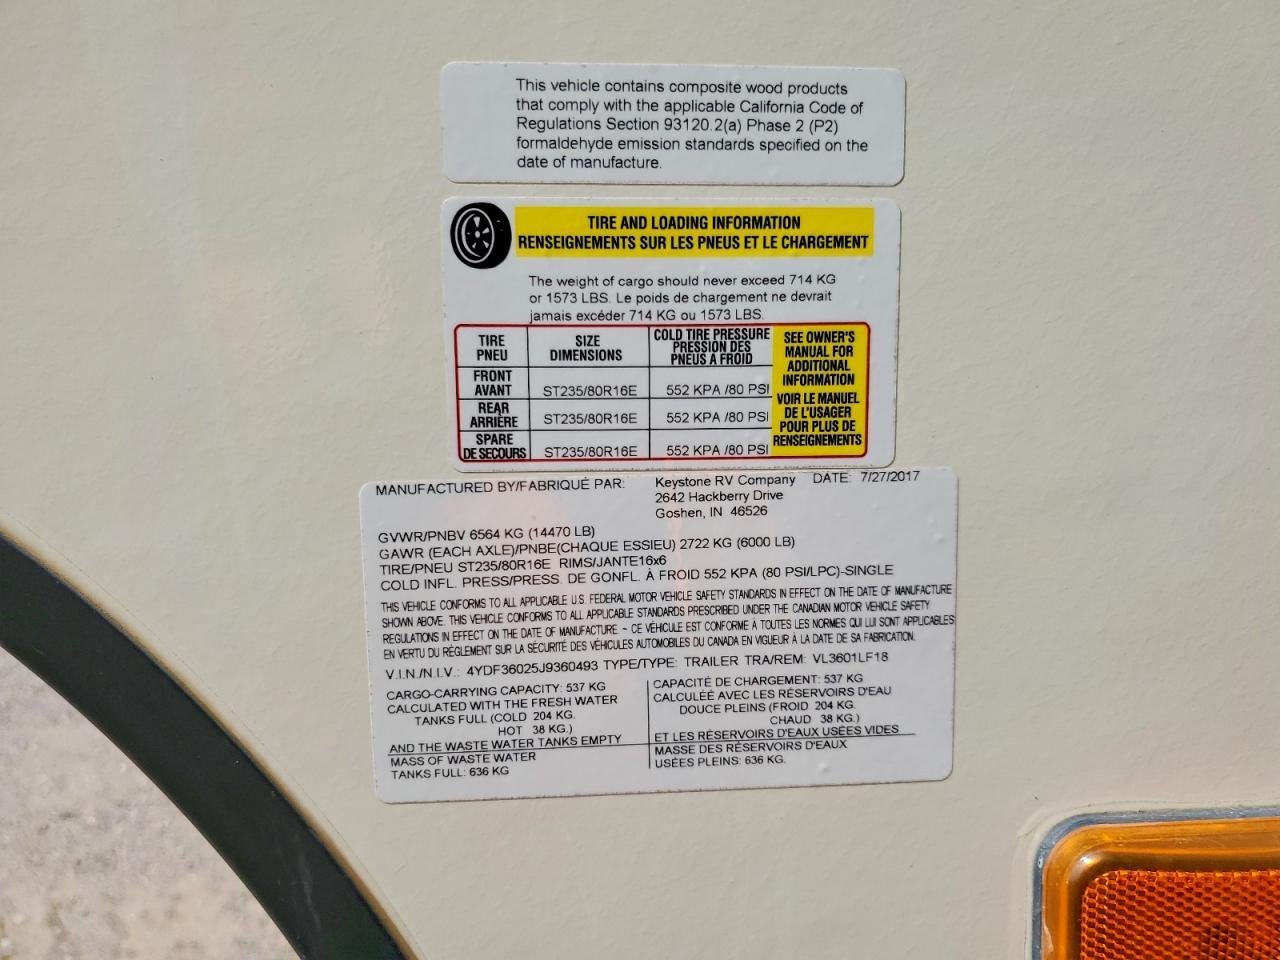 This vehicle contains composite wood products
that comply with the applicable California Code of
Regulations Section 93120.2(a) Phase 2 (P2)
formaldehyde emission standards specified on the
date of manufacture.
TIRE AND LOADING INFORMATION
RENSEIGNEMENTS SUR LES PNEUS ET LE CHARGEMENT
The weight of cargo should never exceed 714 KG
or 1573 LBS. Le poids de chargement ne devrait
jamais excéder 714 KG ou 1573 LBS.
TIRE
PNEU
SIZE
DIMENSIONS
COLD TIRE PRESSURE
PRESSION DES
PNEUS A FROID
FRONT
AVANT
ST235/80R16E
552 KPA /80 PSI
REAR
ARRIÈRE
ST235/80R16E
552 KPA /80 PSI
SPARE
DE SECOURS
ST235/80R16E
552 KPA /80 PSI
SEE OWNER'S
MANUAL FOR
ADDITIONAL
INFORMATION
VOIR LE MANUEL
DE L'USAGER
POUR PLUS DE
RENSEIGNEMENTS
MANUFACTURED BY/FABRIQUÉ PAR: Keystone RV Company DATE: 7/27/2017
2642 Hackberry Drive
Goshen, IN 46526
GVWR/PNBV 6564 KG (14470 LB)
GAWR (EACH AXLE)/PNBE(CHAQUE ESSIEU) 2722 KG (6000 LB)
TIRE/PNEU ST235/80R16E RIMS/JANTE16x6
COLD INFL. PRESS/PRESS. DE GONFL. À FROID 552 KPA (80 PSI/LPC)-SINGLE
THIS VEHICLE CONFORMS TO ALL APPLICABLE U.S. FEDERAL MOTOR VEHICLE SAFETY STANDARDS IN EFFECT ON THE DATE OF MANUFACTURE
SHOWN ABOVE. THIS VEHICLE CONFORMS TO ALL APPLICABLE STANDARDS PRESCRIBED UNDER THE CANADIAN MOTOR VEHICLE SAFETY
REGULATIONS IN EFFECT ON THE DATE OF MANUFACTURE - CE VÉHICULE EST CONFORME À TOUTES LES NORMES QUI LUI SONT APPLICABLES
EN VERTU DU RÉGLEMENT SUR LA SÉCURITÉ DES VÉHICULES AUTOMOBILES DU CANADA EN VIGUEUR À LA DATE DE SA FABRICATION.
V.I.N./N.I.V.: 4YDF36025J9360493 TYPE/TYPE: TRAILER TRA/REM: VL3601LF18
CARGO-CARRYING CAPACITY: 537 KG
CALCULATED WITH THE FRESH WATER
TANKS FULL (COLD 204 KG.
HOT 38 KG.)
AND THE WASTE WATER TANKS EMPTY
MASS OF WASTE WATER
TANKS FULL: 636 KG
CAPACITÉ DE CHARGEMENT: 537 KG
CALCULÉE AVEC LES RÉSERVOIRS D'EAU
DOUCE PLEINS (FROID 204 KG.
CHAUD 38 KG.)
ET LES RÉSERVOIRS D'EAUX USÉES VIDES
MASSE DES RÉSERVOIRS D'EAUX
USÉES PLEINS: 636 KG.